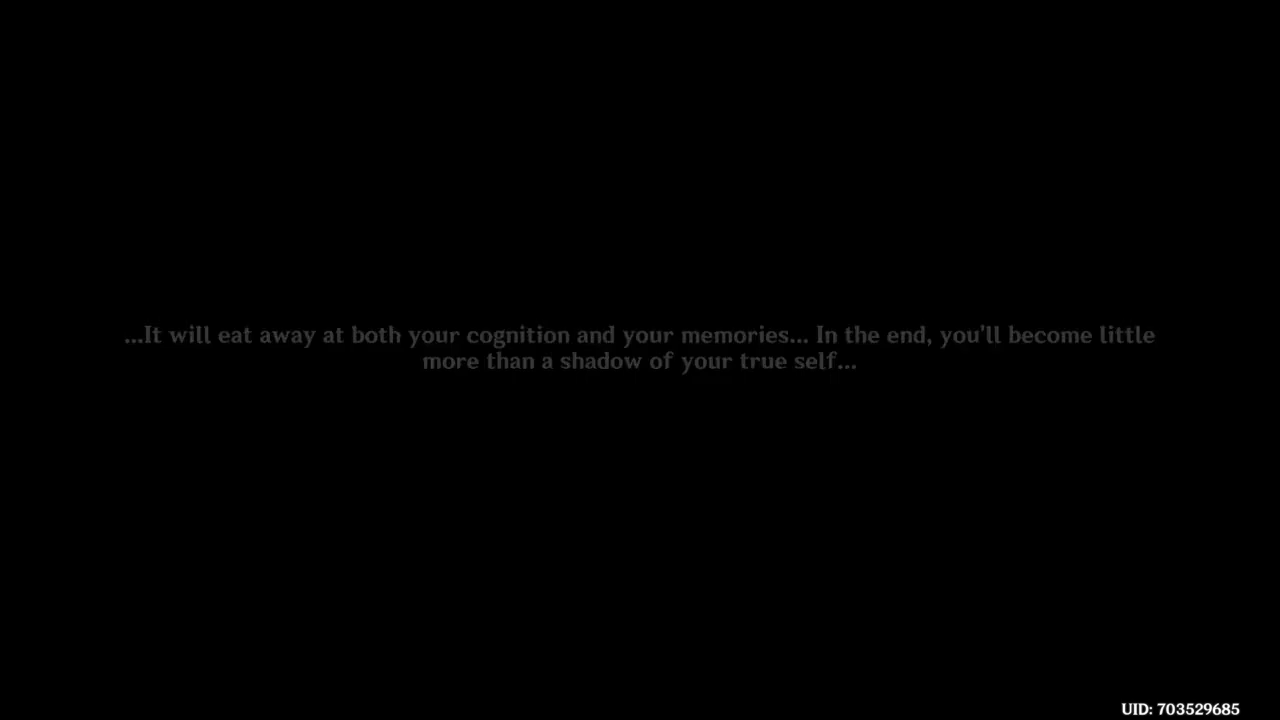 ...It will eat away at both your cognition and your memories... In the end, you'll become little
more than a shadow of your true self...
UID: 703529685